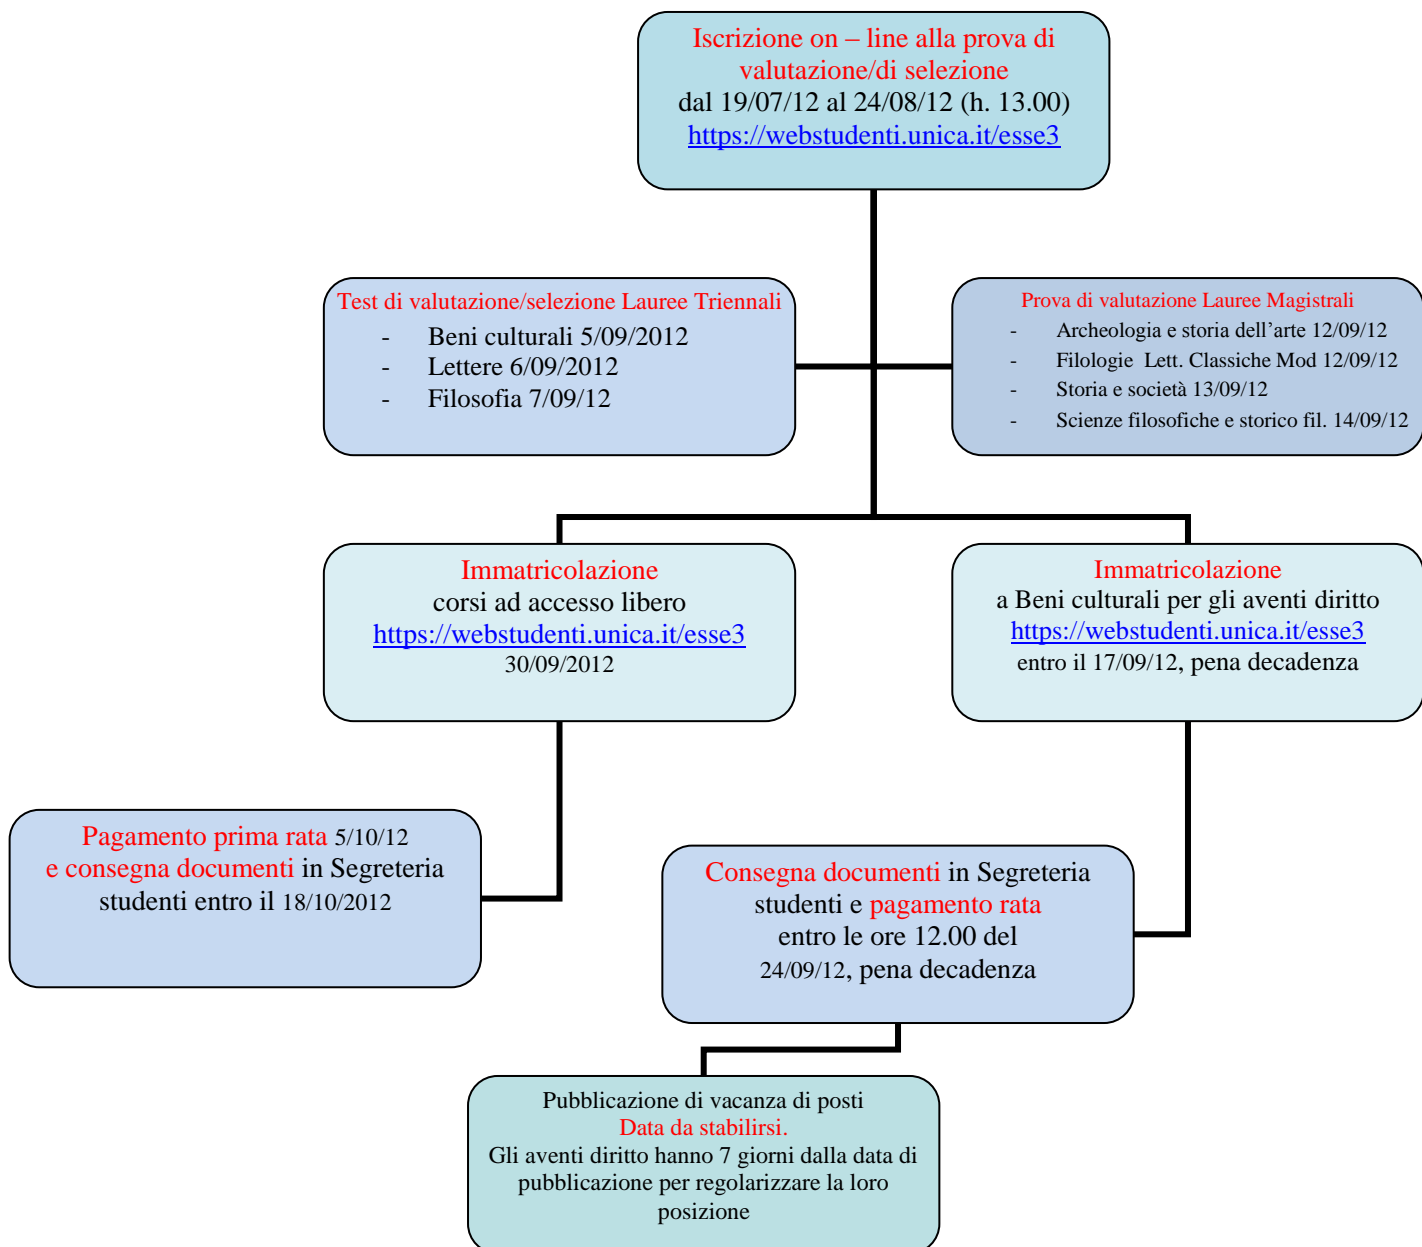 Iscrizione on – line alla prova di
valutazione/di selezione
dal 19/07/12 al 24/08/12 (h. 13.00)
https://webstudenti.unica.it/esse3
Test di valutazione/selezione Lauree Triennali
- Beni culturali 5/09/2012
- Lettere 6/09/2012
- Filosofia 7/09/12
Prova di valutazione Lauree Magistrali
- Archeologia e storia dell’arte 12/09/12
- Filologie Lett. Classiche Mod 12/09/12
- Storia e società 13/09/12
- Scienze filosofiche e storico fil. 14/09/12
Immatricolazione
corsi ad accesso libero
https://webstudenti.unica.it/esse3
30/09/2012
Immatricolazione
a Beni culturali per gli aventi diritto
https://webstudenti.unica.it/esse3
entro il 17/09/12, pena decadenza
Pagamento prima rata 5/10/12
e consegna documenti in Segreteria
studenti entro il 18/10/2012
Consegna documenti in Segreteria
studenti e pagamento rata
entro le ore 12.00 del
24/09/12, pena decadenza
Pubblicazione di vacanza di posti
Data da stabilirsi.
Gli aventi diritto hanno 7 giorni dalla data di
pubblicazione per regolarizzare la loro
posizione